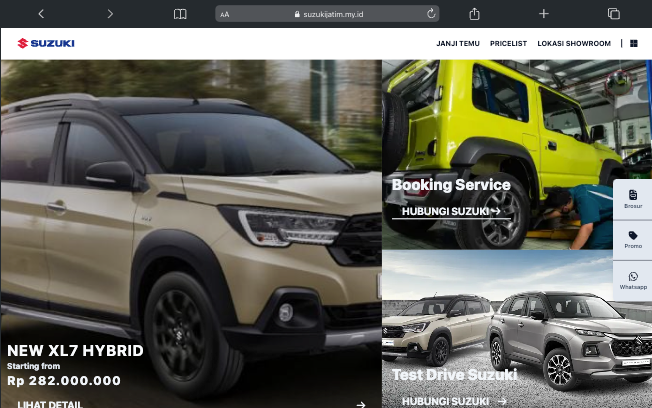 AA
suzukijatim.my.id
SUZUKI
JANJI TEMU PRICELIST LOKASI SHOWROOM |
Booking Service
HUBUNGI SUZUKI →
Brosur
Promo
Whatsapp
NEW XL7 HYBRID
Starting from
Rp 282.000.000
LIHAT DETAIL →
Test Drive Suzuki
HUBUNGI SUZUKI →